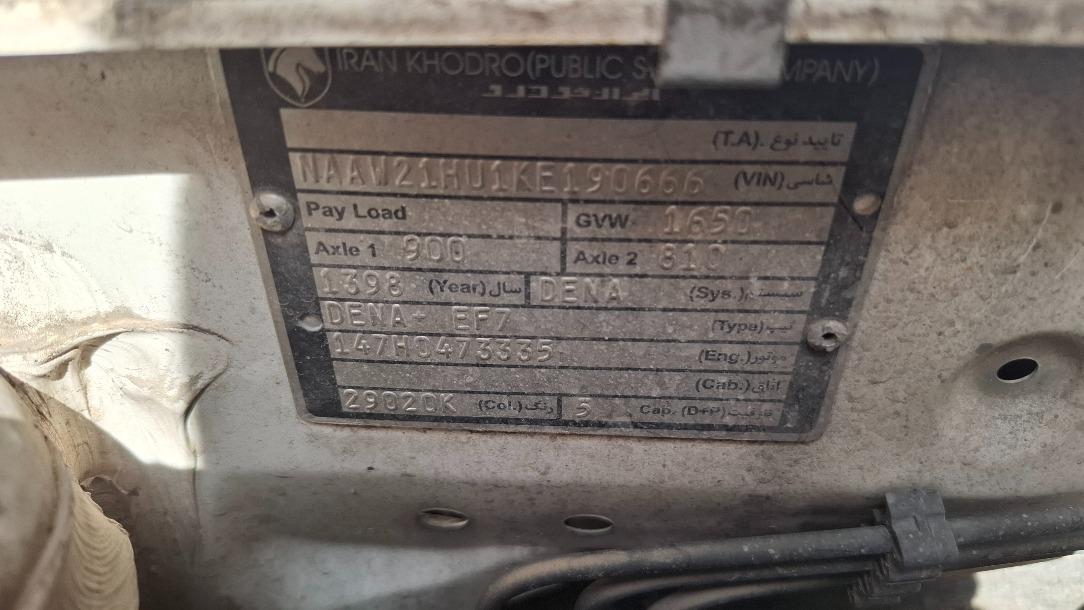 IRAN KHODRO (PUBLIC COMPANY)
ایران خودرو
تایید نوع (T.A.)
NAAW21HU1KE190666 شاسی (VIN)
Pay Load GVW 1650
Axle 1 900 Axle 2 810
1398 سال (Year) DENA سیستم (Sys.)
DENA+ EF7 تیپ (Type)
147H0473335 موتور (Eng.)
اتاق (Cab.)
29020K رنگ (Col.) 5 Cap. (D+P) ظرفیت